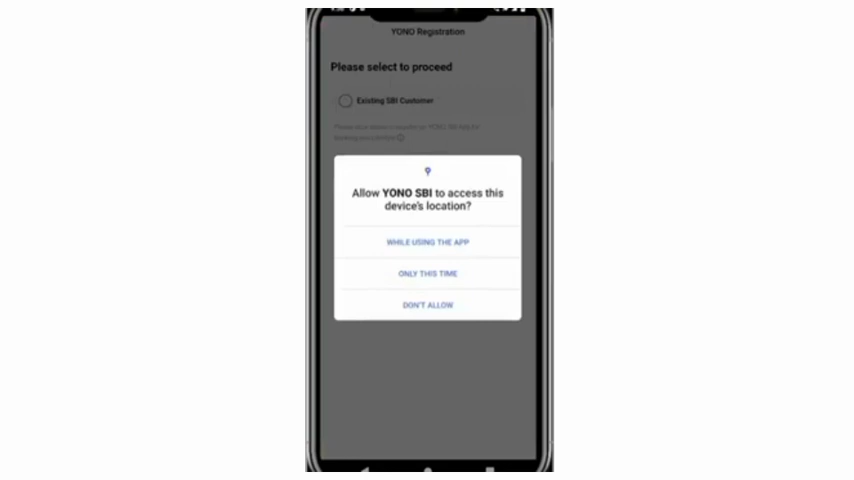 YONO Registration
Please select to proceed
Existing SBI Customer
Allow YONO SBI to access this
device's location?
WHILE USING THE APP
ONLY THIS TIME
DON'T ALLOW